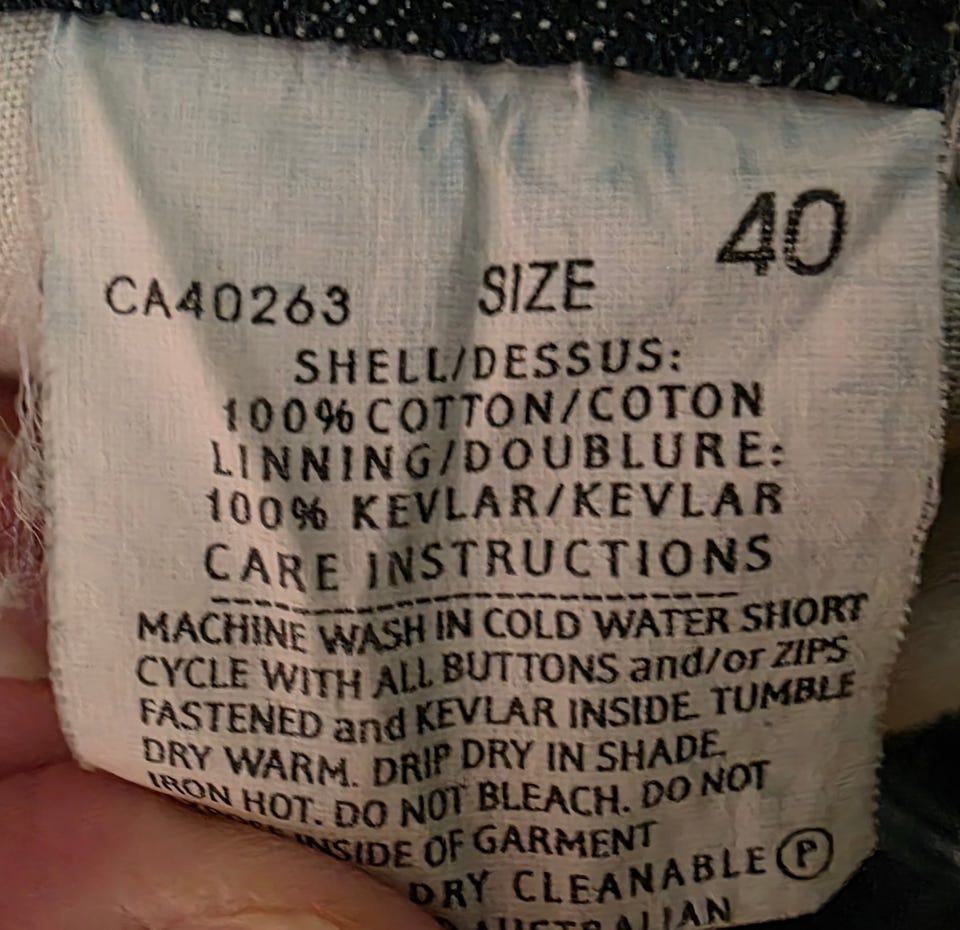 40
CA40263 SIZE
SHELL/DESSUS:
100% COTTON/COTON
LINNING/DOUBLURE:
100% KEVLAR/KEVLAR
CARE INSTRUCTIONS
MACHINE WASH IN COLD WATER SHORT
CYCLE WITH ALL BUTTONS and/or ZIPS
FASTENED and KEVLAR INSIDE. TUMBLE
DRY WARM. DRIP DRY IN SHADE.
IRON HOT. DO NOT BLEACH. DO NOT
INSIDE OF GARMENT
DRY CLEANABLE P
AUSTRALIAN